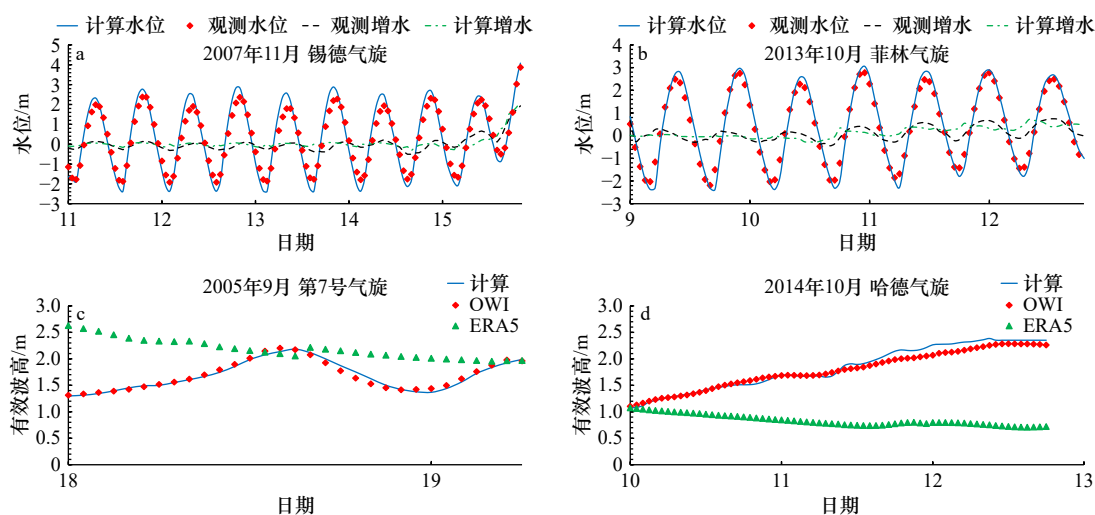 计算水位 观测水位 观测增水 计算增水
a 2007年11月 锡德气旋
水位/m
5
4
3
2
1
0
−1
−2
−3
11 12 13 14 15
日期
计算水位 观测水位 观测增水 计算增水
b 2013年10月 菲林气旋
水位/m
4
3
2
1
0
−1
−2
−3
9 10 11 12
日期
2005年9月 第7号气旋
计算
OWI
ERA5
c
有效波高/m
3.0
2.5
2.0
1.5
1.0
0.5
0
18 19
日期
2014年10月 哈德气旋
计算
OWI
ERA5
d
有效波高/m
3.0
2.5
2.0
1.5
1.0
0.5
0
10 11 12 13
日期